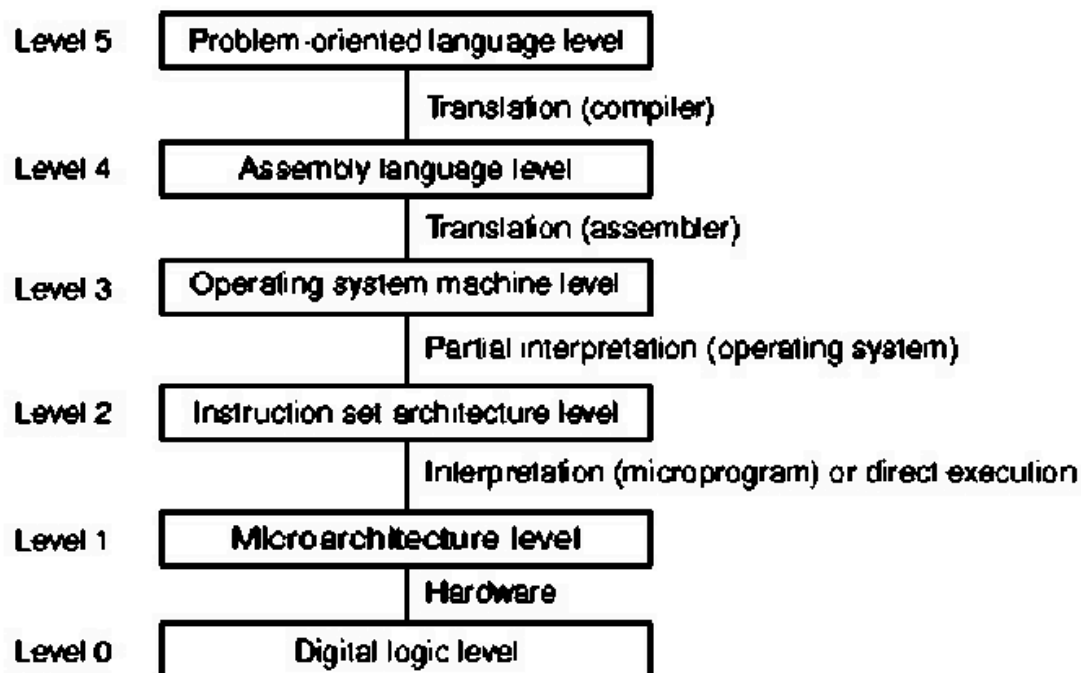 Level 5 Problem-oriented language level
Translation (compiler)
Level 4 Assembly language level
Translation (assembler)
Level 3 Operating system machine level
Partial interpretation (operating system)
Level 2 Instruction set architecture level
Interpretation (microprogram) or direct execution
Level 1 Microarchitecture level
Hardware
Level 0 Digital logic level